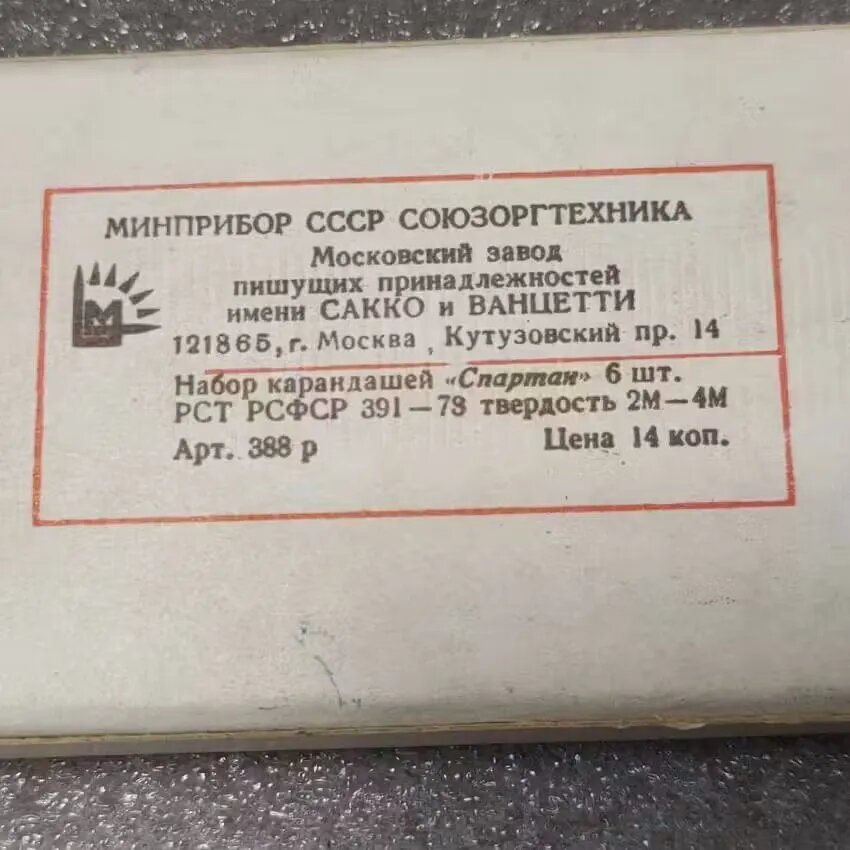 МИНПРИБОР СССР СОЮЗОРГТЕХНИКА
Московский завод
пишущих принадлежностей
имени САККО и ВАНЦЕТТИ
121865, г. Москва, Кутузовский пр. 14
М
Набор карандашей «Спартан» 6 шт.
РСТ РСФСР 391—78 твердость 2М—4М
Арт. 388 р Цена 14 коп.